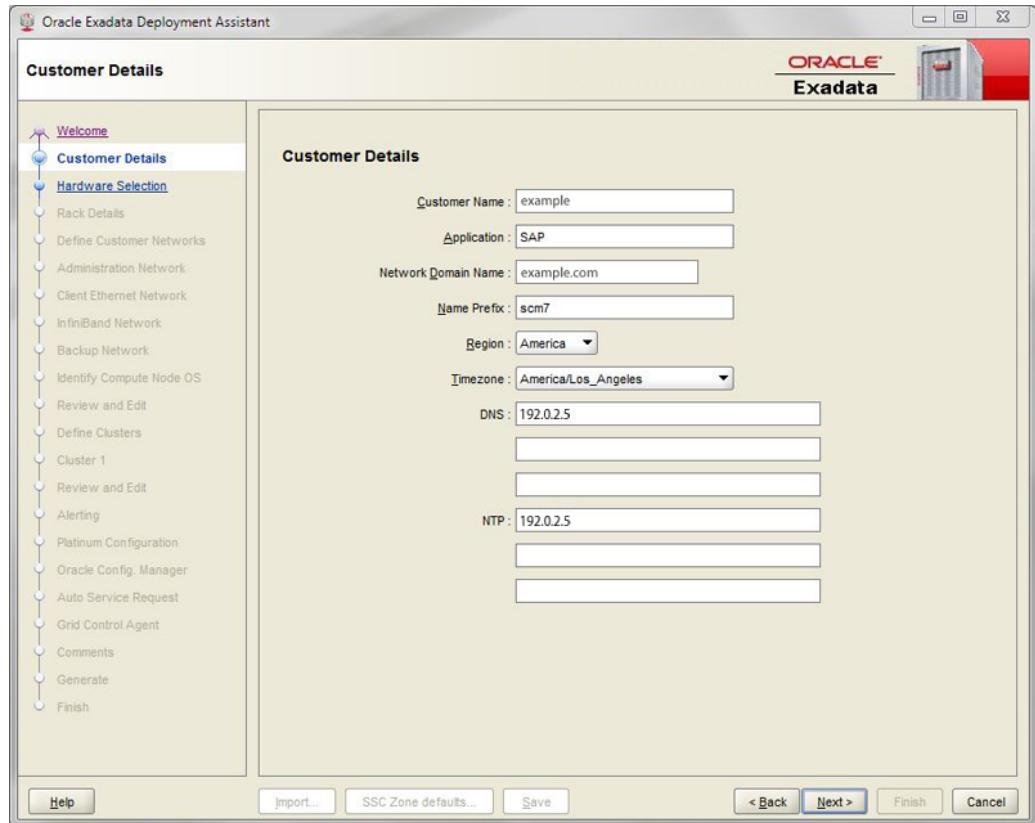 Oracle Exadata Deployment Assistant
Customer Details
ORACLE
Exadata
Welcome
Customer Details
Hardware Selection
Rack Details
Define Customer Networks
Administration Network
Client Ethernet Network
InfiniBand Network
Backup Network
Identify Compute Node OS
Review and Edit
Define Clusters
Cluster 1
Review and Edit
Alerting
Platinum Configuration
Oracle Config. Manager
Auto Service Request
Grid Control Agent
Comments
Generate
Finish
Customer Details
Customer Name : example
Application : SAP
Network Domain Name : example.com
Name Prefix : scm7
Region : America
Timezone : America/Los_Angeles
DNS : 192.0.2.5
NTP : 192.0.2.5
Help Import... SSC Zone defaults... Save < Back Next > Finish Cancel